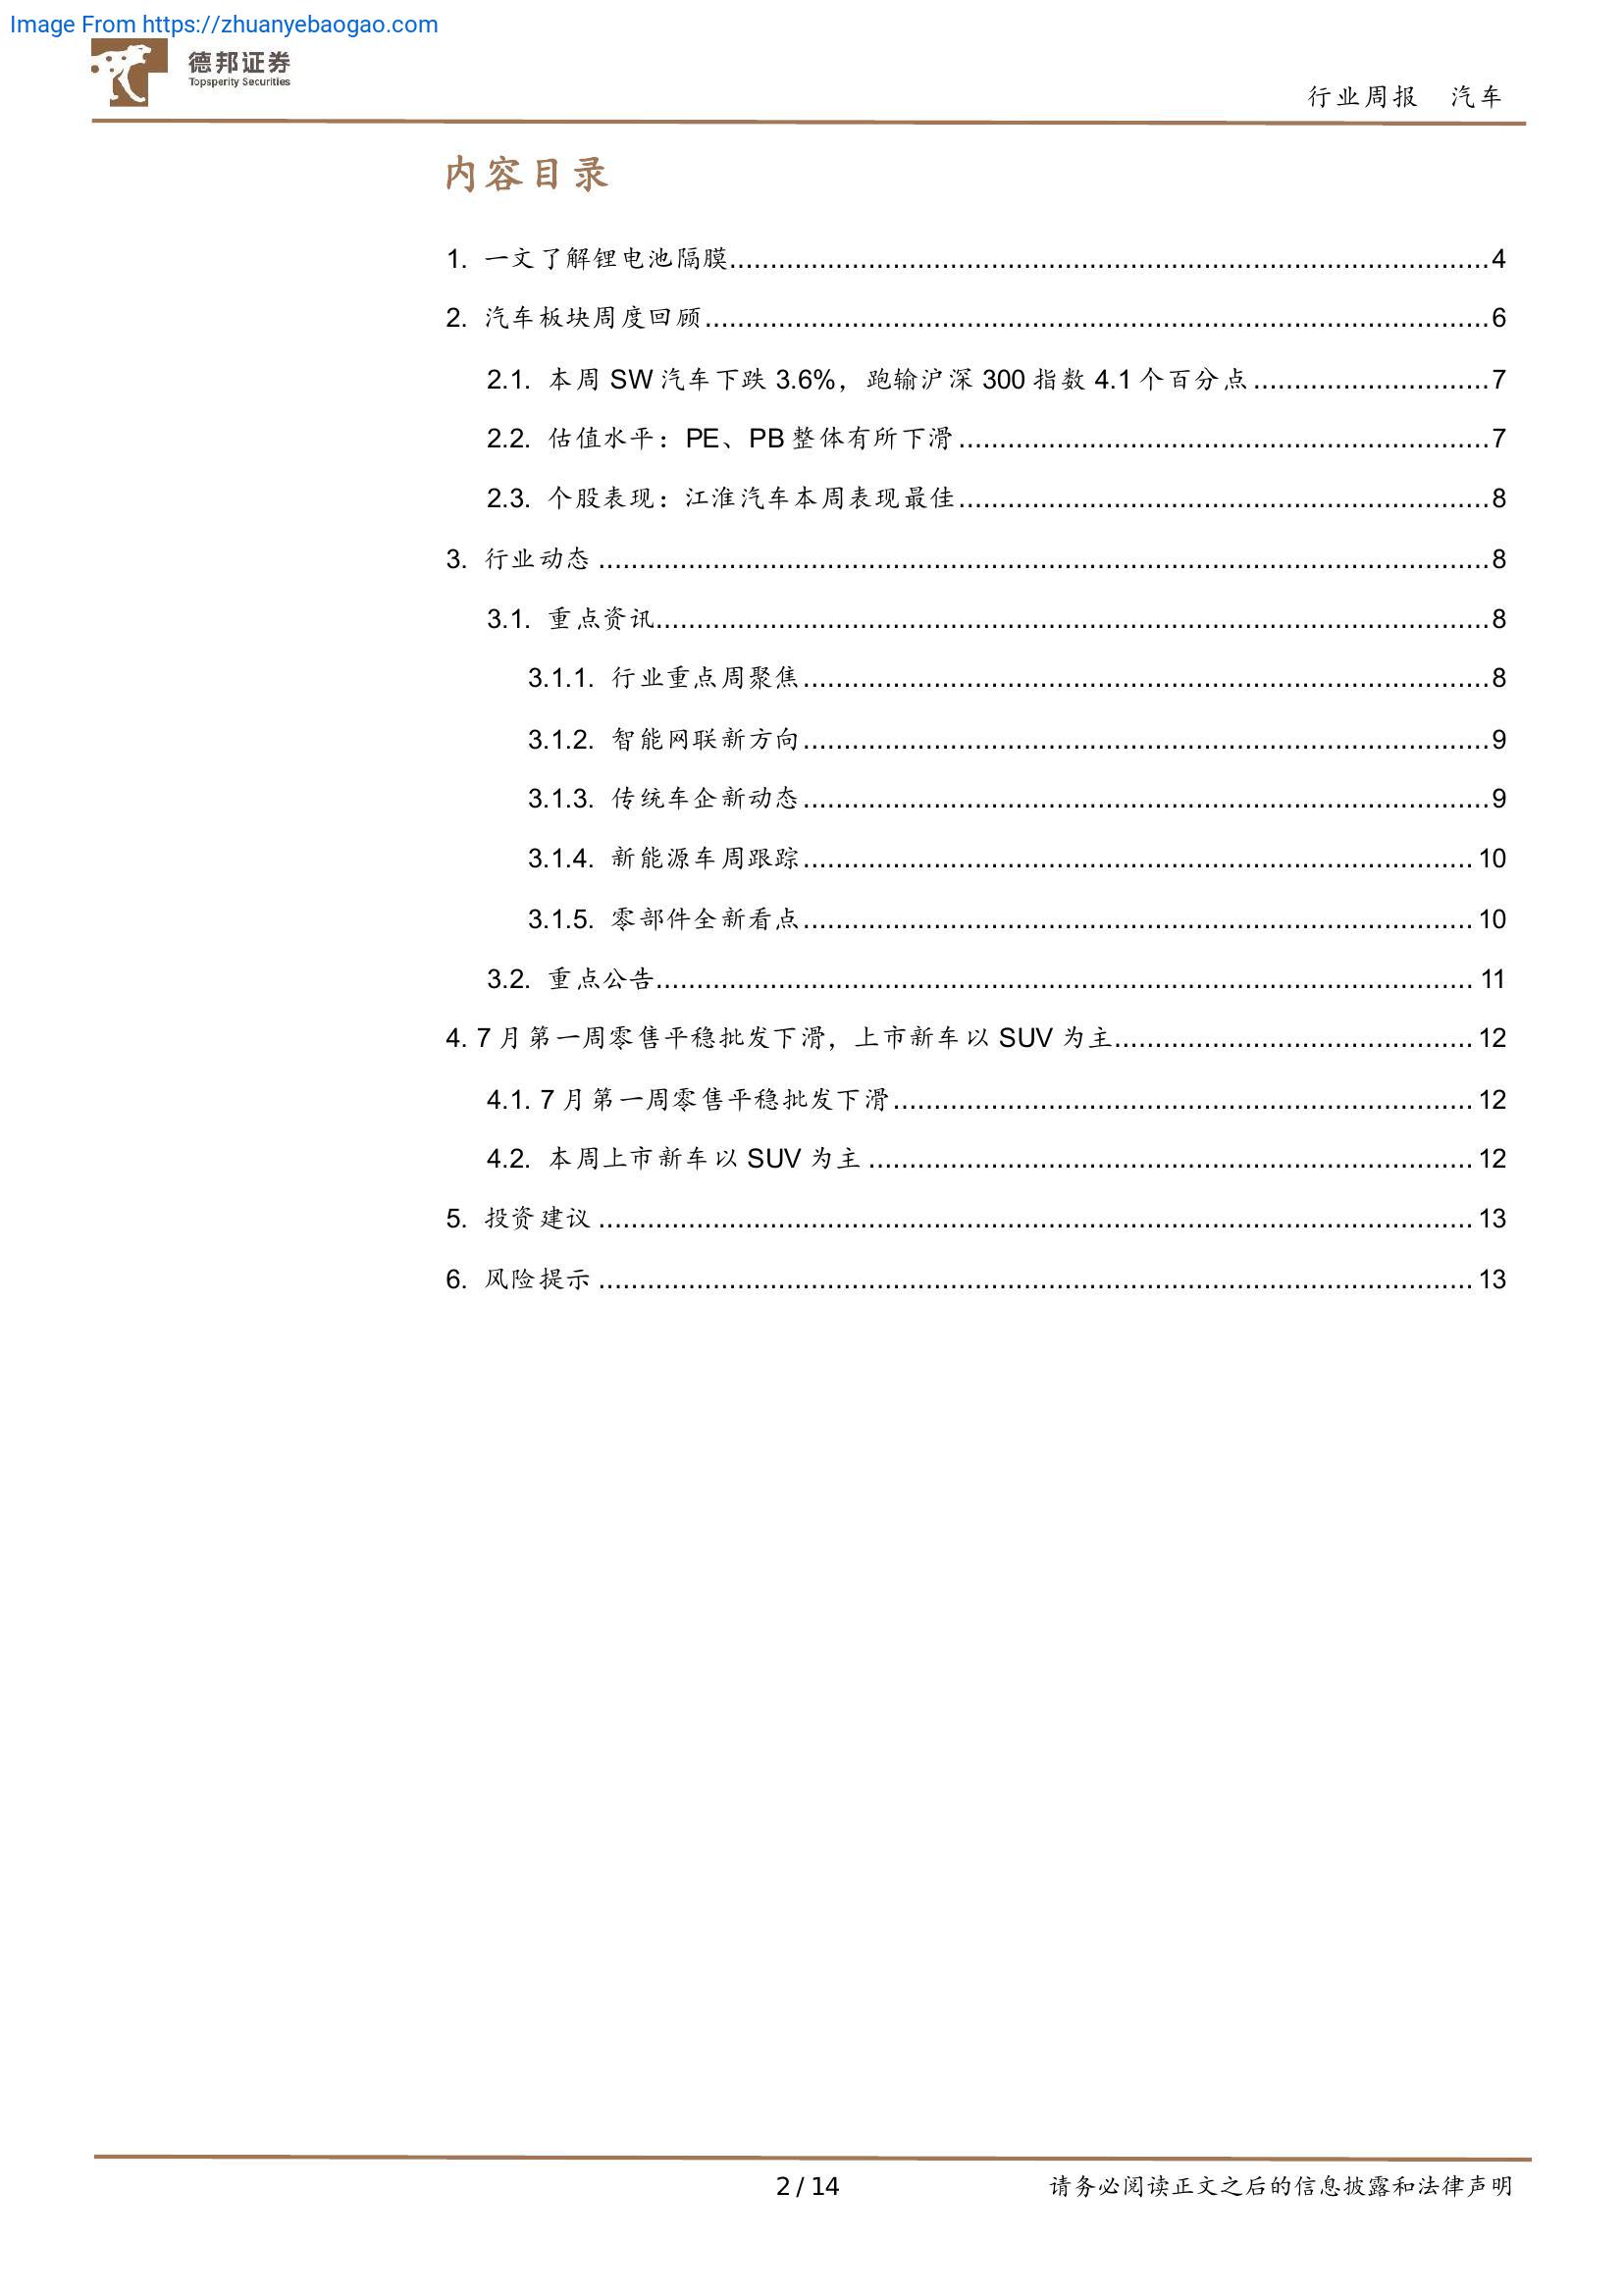 Image From https://zhuanyebaogao.com
德邦证券
Topsperity Securities
行业周报 汽车
内容目录
1. 一文了解锂电池隔膜 4
2. 汽车板块周度回顾 6
2.1. 本周 SW 汽车下跌 3.6%，跑输沪深 300 指数 4.1 个百分点 7
2.2. 估值水平：PE、PB 整体有所下滑 7
2.3. 个股表现：江淮汽车本周表现最佳 8
3. 行业动态 8
3.1. 重点资讯 8
3.1.1. 行业重点周聚焦 8
3.1.2. 智能网联新方向 9
3.1.3. 传统车企新动态 9
3.1.4. 新能源车周跟踪 10
3.1.5. 零部件全新看点 10
3.2. 重点公告 11
4. 7 月第一周零售平稳批发下滑，上市新车以 SUV 为主 12
4.1. 7 月第一周零售平稳批发下滑 12
4.2. 本周上市新车以 SUV 为主 12
5. 投资建议 13
6. 风险提示 13
2 / 14
请务必阅读正文之后的信息披露和法律声明